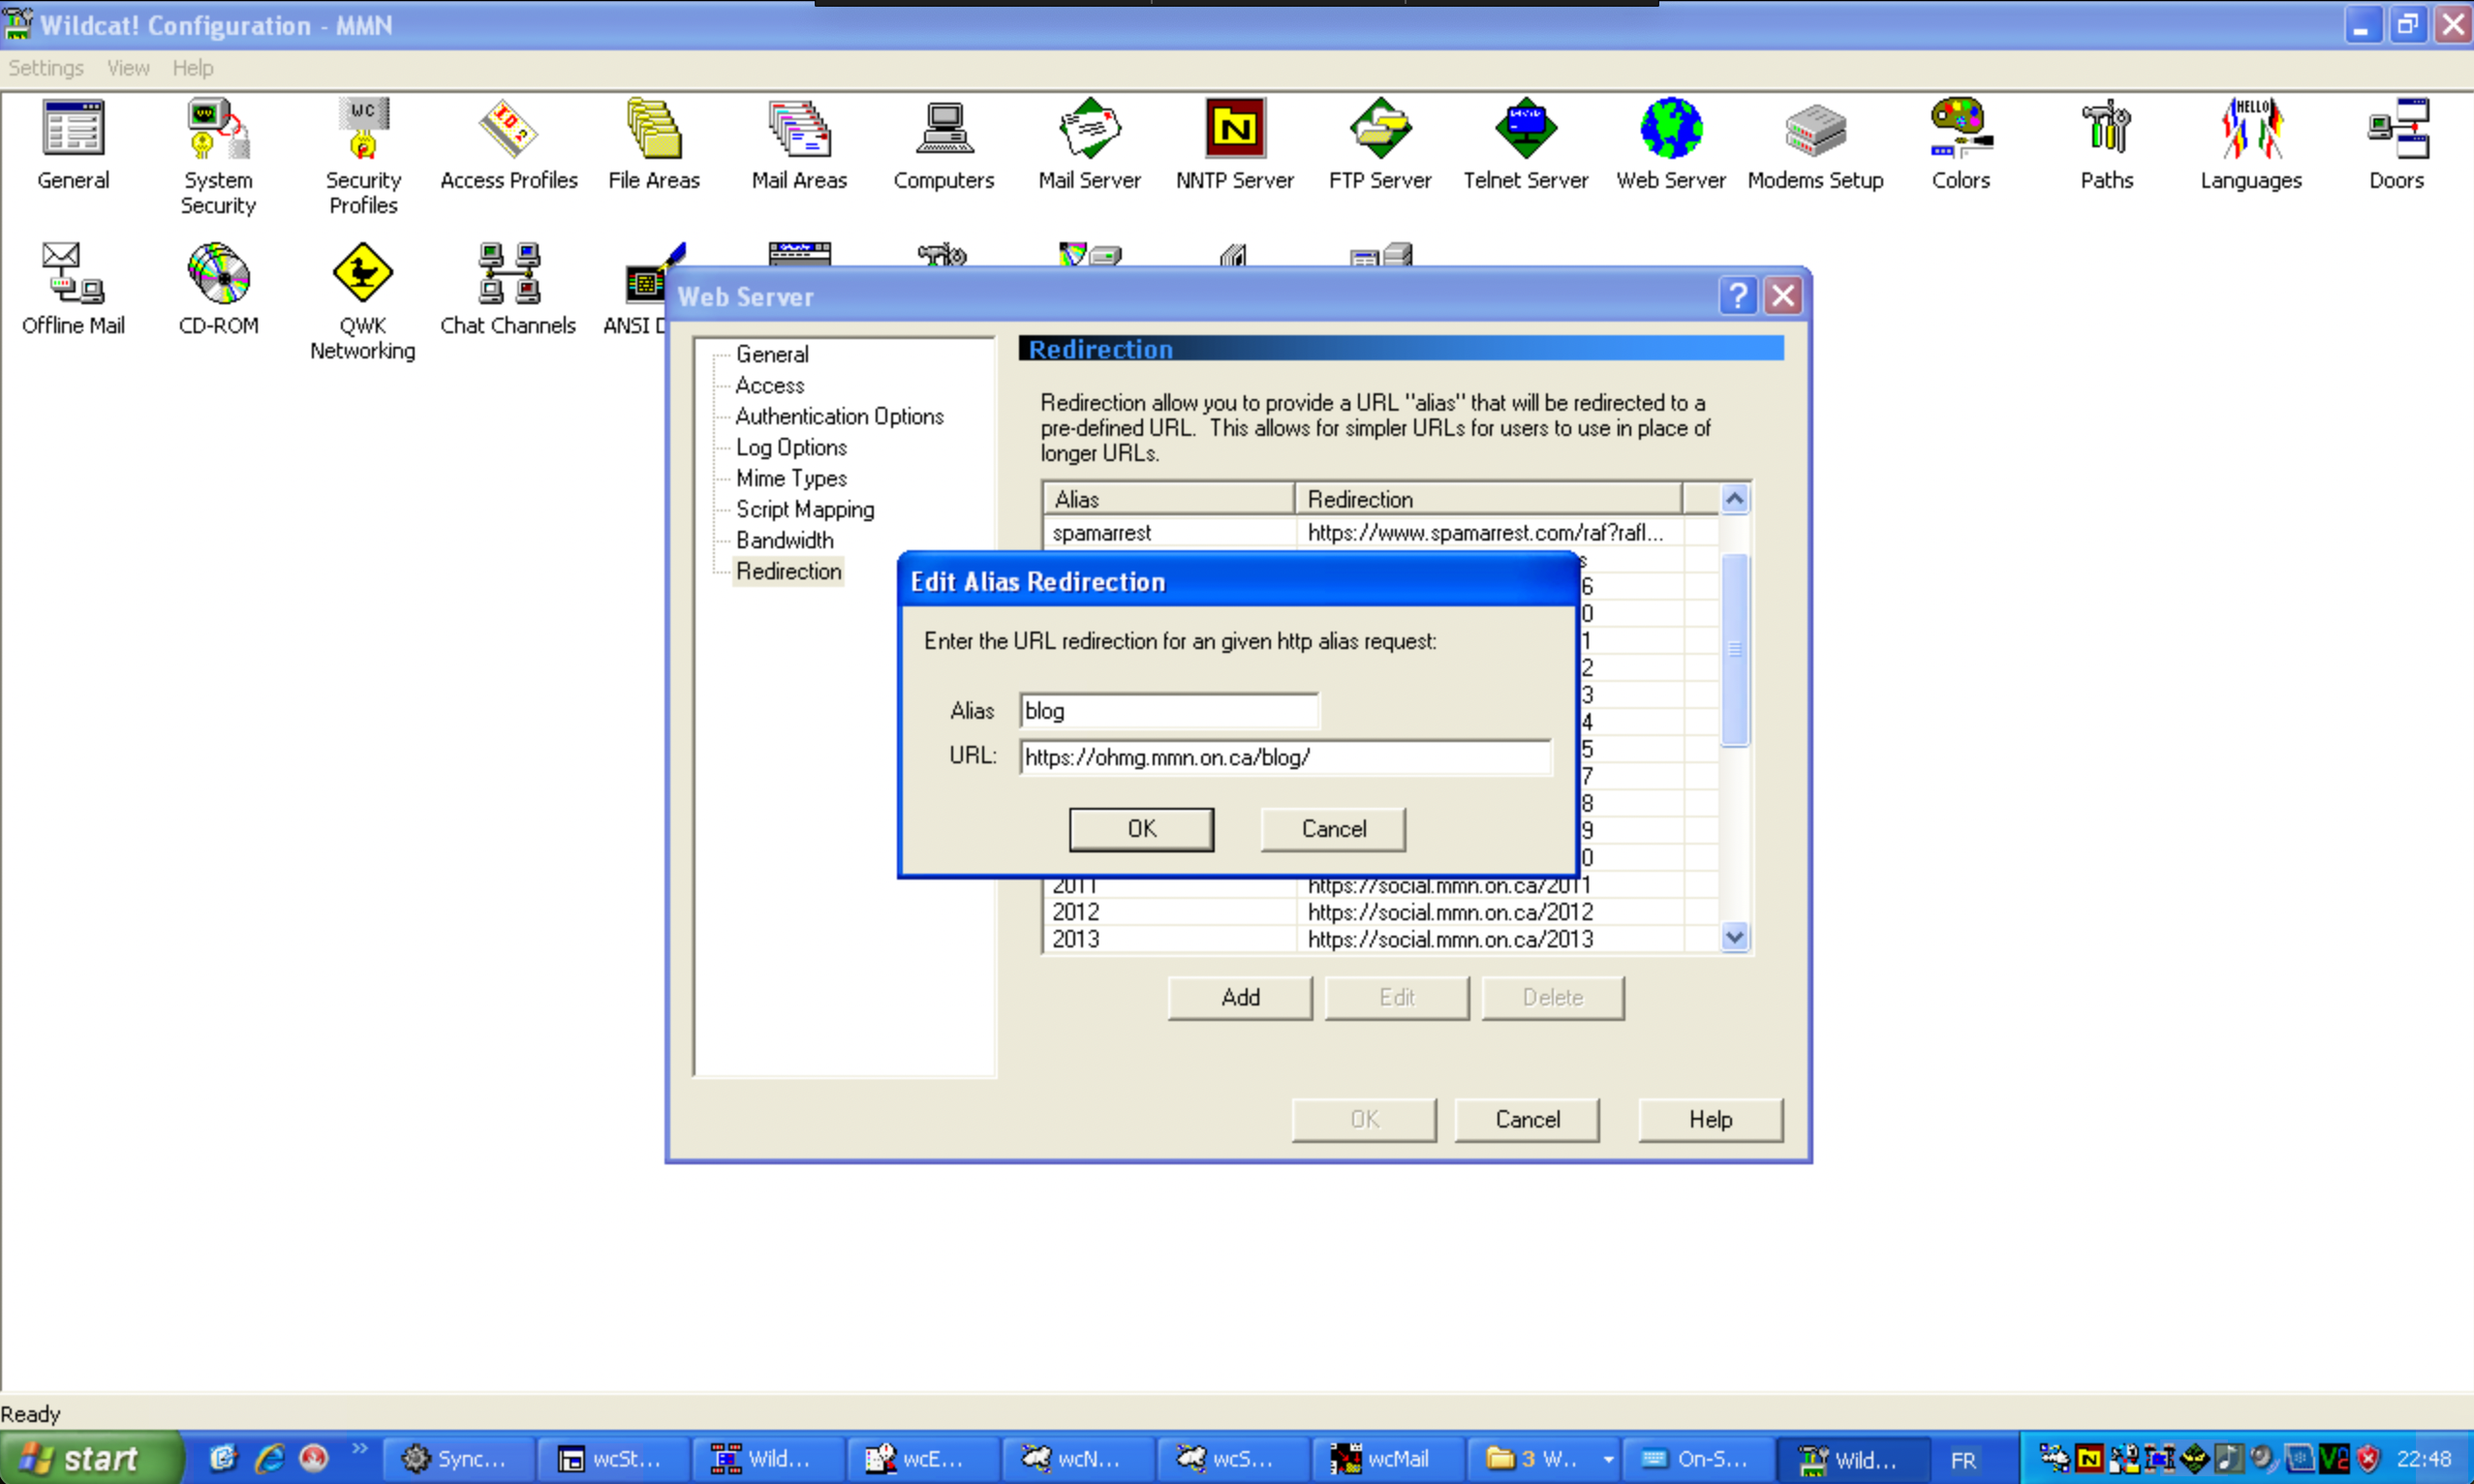 Wildcat! Configuration - MMN
Settings View Help
General
System Security
Security Profiles
Access Profiles
File Areas
Mail Areas
Computers
Mail Server
NNTP Server
FTP Server
Telnet Server
Web Server
Modems Setup
Colors
Paths
Languages
Doors
Offline Mail
CD-ROM
QWK Networking
Chat Channels
ANSI
Web Server
General
Access
Authentication Options
Log Options
Mime Types
Script Mapping
Bandwidth
Redirection
Redirection
Redirection allow you to provide a URL "alias" that will be redirected to a
pre-defined URL. This allows for simpler URLs for users to use in place of
longer URLs.
Alias Redirection
spamarrest https://www.spamarrest.com/raf?rafl...
Edit Alias Redirection
Enter the URL redirection for an given http alias request:
Alias blog
URL: https://ohmg.mmn.on.ca/blog/
OK Cancel
s
6
0
1
2
3
4
5
7
8
9
0
2011 https://social.mmn.on.ca/2011
2012 https://social.mmn.on.ca/2012
2013 https://social.mmn.on.ca/2013
Add Edit Delete
OK Cancel Help
Ready
start Sync... wcSt... Wild... wcE... wcN... wcS... wcMail 3 W.. On-S... Wild... FR 22:48